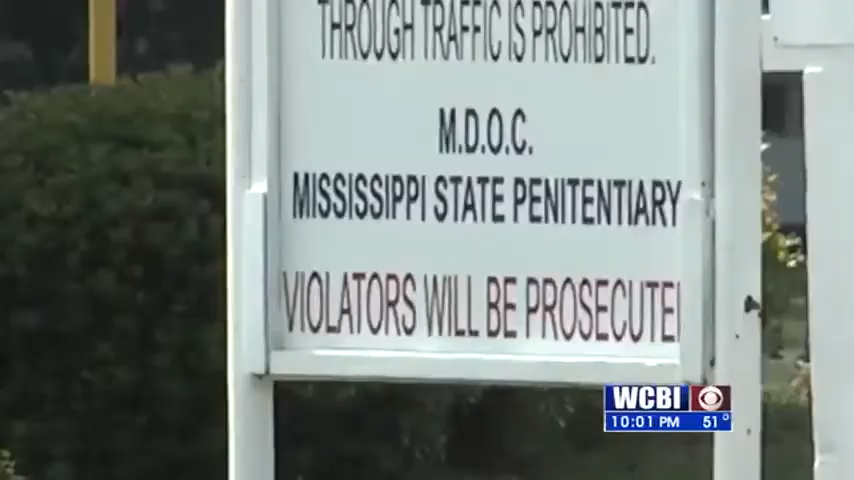 THROUGH TRAFFIC IS PROHIBITED.
M.D.O.C.
MISSISSIPPI STATE PENITENTIARY
VIOLATORS WILL BE PROSECUTE
WCBI
10:01 PM 51°